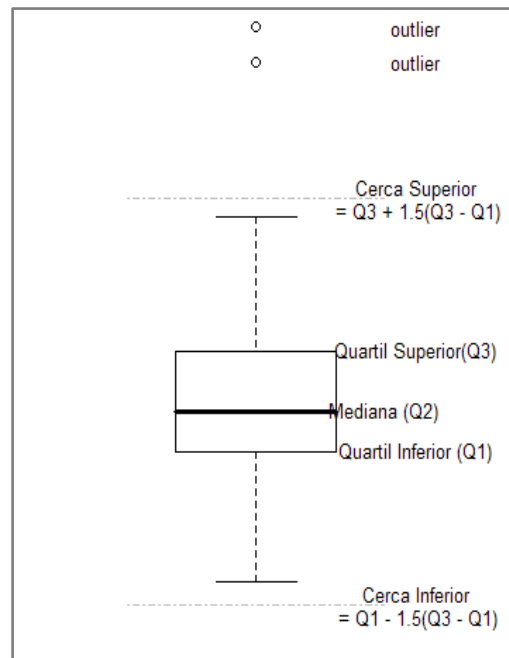 outlier
outlier
Cerca Superior
= Q3 + 1.5(Q3 - Q1)
Quartil Superior(Q3)
Mediana (Q2)
Quartil Inferior (Q1)
Cerca Inferior
= Q1 - 1.5(Q3 - Q1)